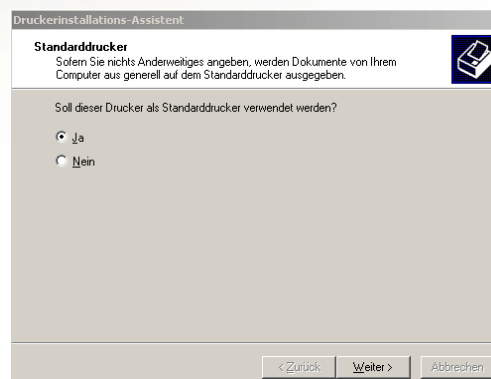 Druckerinstallations-Assistent
Standarddrucker
Sofern Sie nichts Anderweitiges angeben, werden Dokumente von Ihrem
Computer aus generell auf dem Standarddrucker ausgegeben.
Soll dieser Drucker als Standarddrucker verwendet werden?
Ja
Nein
< Zurück Weiter > Abbrechen